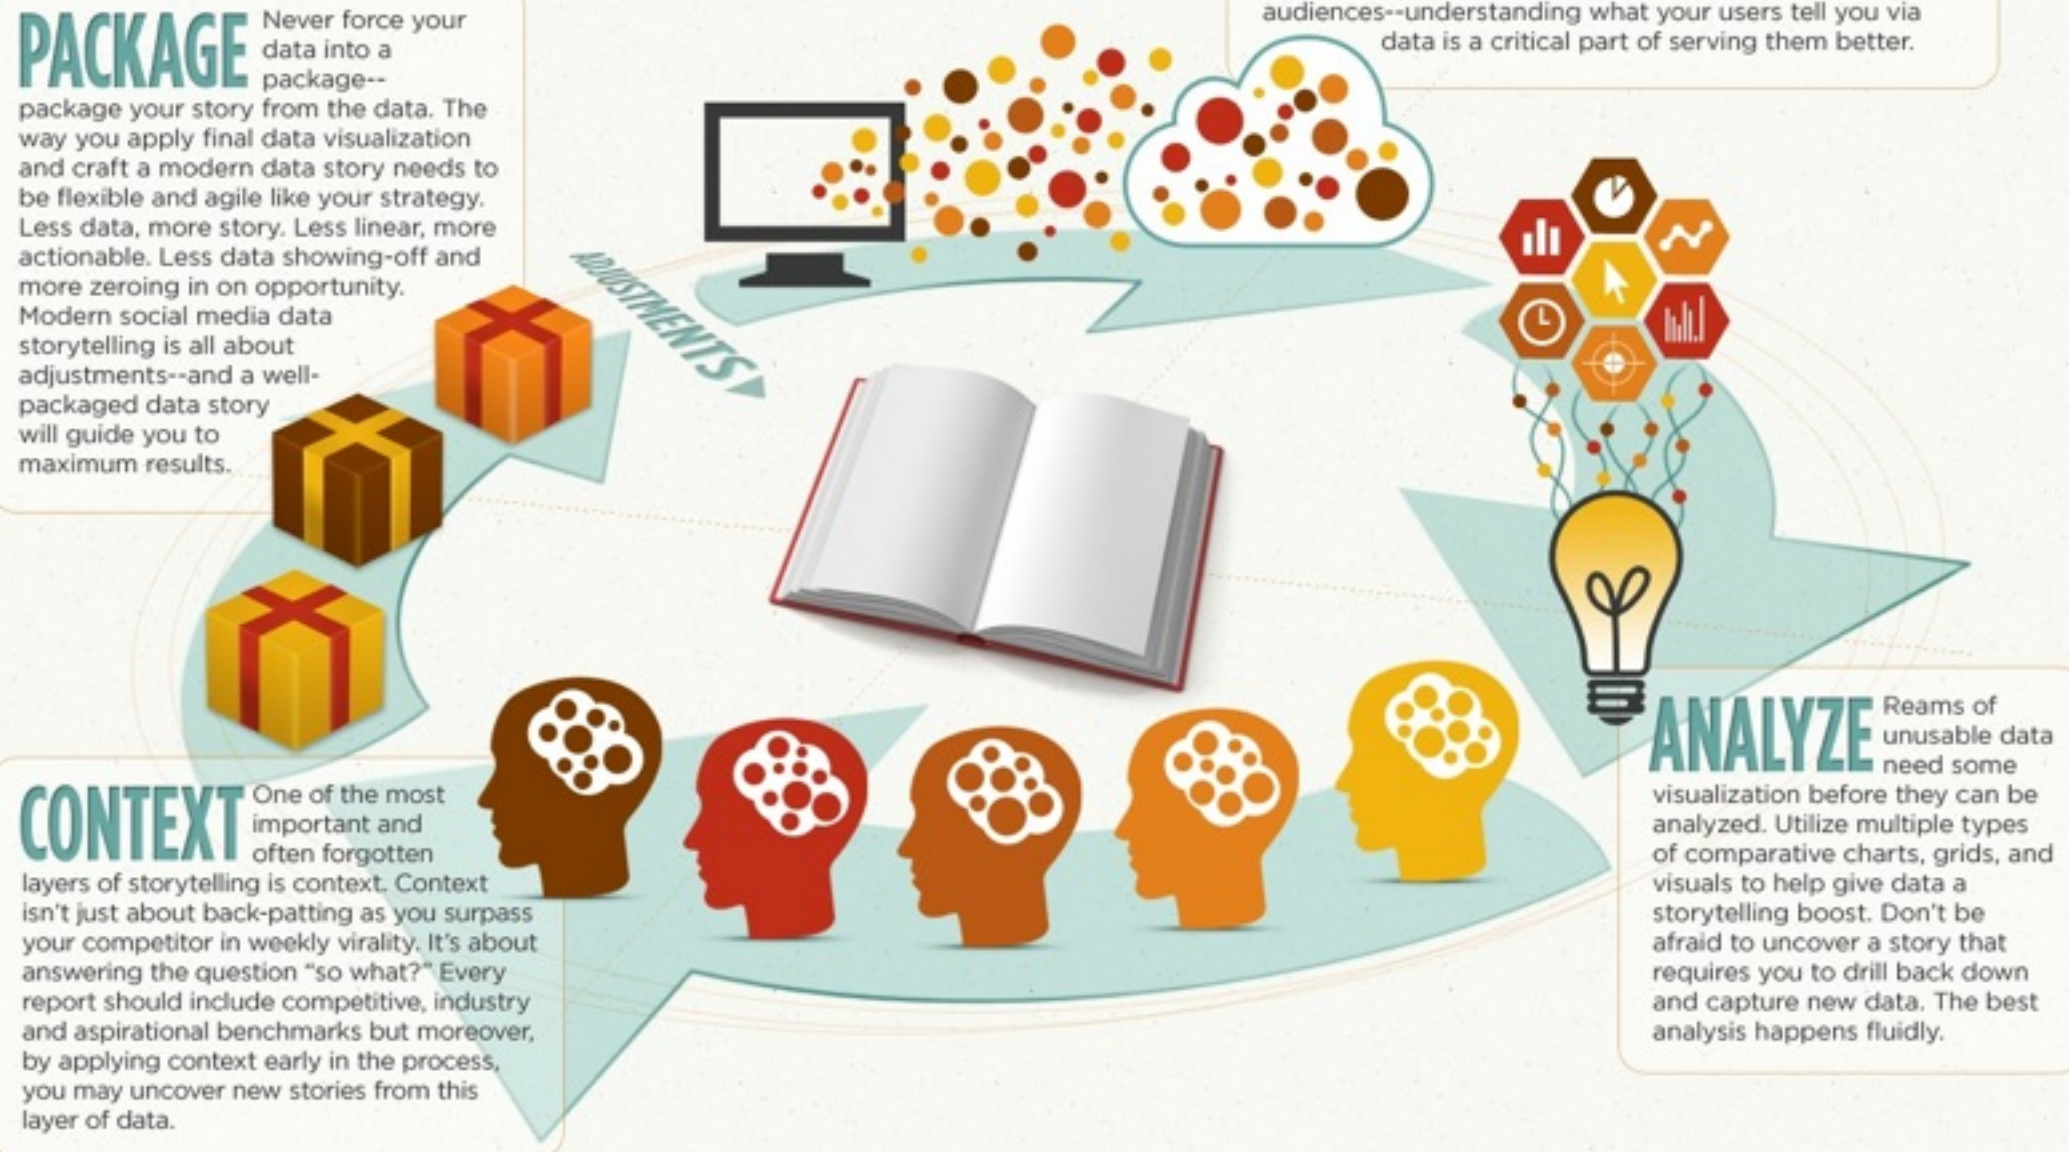 PACKAGE
Never force your
data into a
package--
package your story from the data. The
way you apply final data visualization
and craft a modern data story needs to
be flexible and agile like your strategy.
Less data, more story. Less linear, more
actionable. Less data showing-off and
more zeroing in on opportunity.
Modern social media data
storytelling is all about
adjustments--and a well-
packaged data story
will guide you to
maximum results.
audiences--understanding what your users tell you via
data is a critical part of serving them better.
ADJUSTMENTS
CONTEXT
One of the most
important and
often forgotten
layers of storytelling is context. Context
isn't just about back-patting as you surpass
your competitor in weekly virality. It's about
answering the question "so what?" Every
report should include competitive, industry
and aspirational benchmarks but moreover,
by applying context early in the process,
you may uncover new stories from this
layer of data.
ANALYZE
Reams of
unusable data
need some
visualization before they can be
analyzed. Utilize multiple types
of comparative charts, grids, and
visuals to help give data a
storytelling boost. Don't be
afraid to uncover a story that
requires you to drill back down
and capture new data. The best
analysis happens fluidly.